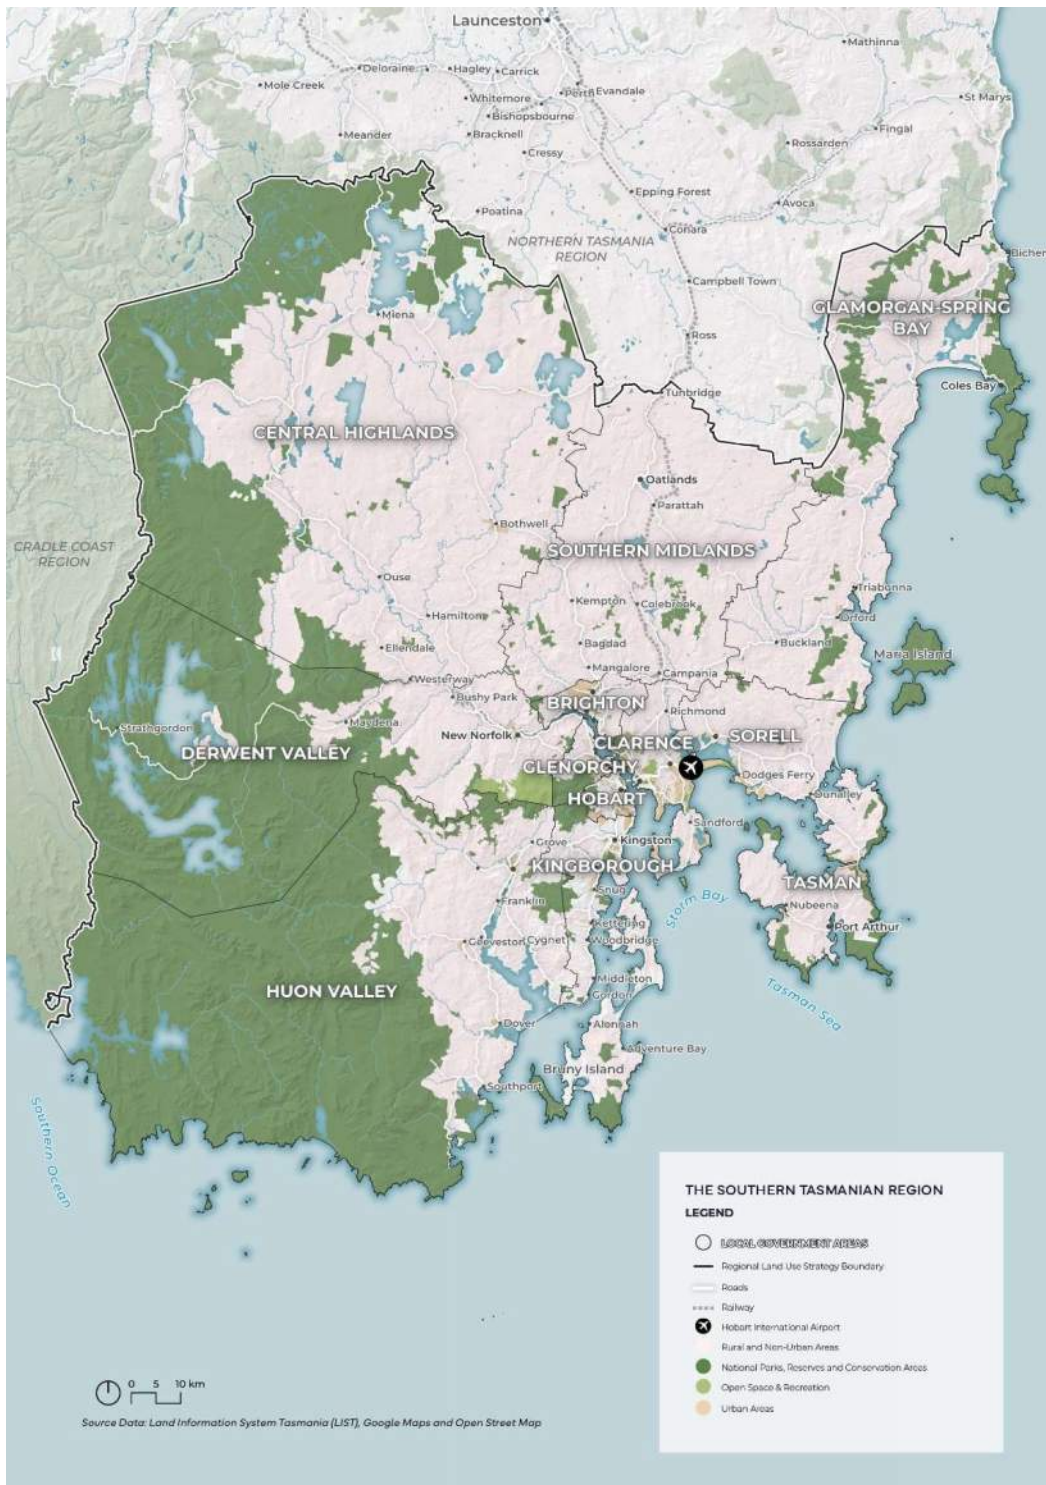 Launceston
Mathinna
Deloraine
Hagley
Carrick
Mole Creek
Whitemore
Perth
Evandale
St Marys
Bishopsbourne
Meander
Bracknell
Fingal
Cressy
Rossarden
Epping Forest
Avoca
Poatina
Conara
NORTHERN TASMANIA
REGION
Bichen
Campbell Town
GLAMORGAN-SPRING
BAY
Miena
Ross
Coles Bay
Tunbridge
CENTRAL HIGHLANDS
Oatlands
Parattah
Bothwell
CRADLE COAST
REGION
SOUTHERN MIDLANDS
Ouse
Triabunna
Kempton
Colebrook
Hamilton
Orford
Ellendale
Bagdad
Buckland
Maria Island
Mangalore
Campania
Westerway
Bushy Park
BRIGHTON
Richmond
Strathgordon
Maydena
New Norfolk
SORELL
CLARENCE
DERWENT VALLEY
GLENORCHY
Dodges Ferry
HOBART
Dunalley
Sandford
Grove
Kingston
KINGBOROUGH
TASMAN
Snug
Storm Bay
Franklin
Nubeena
Kettering
Port Arthur
Geeveston
Cygnet
Woodbridge
HUON VALLEY
Middleton
Gordon
Tasman Sea
Dover
Alonnah
Adventure Bay
Bruny Island
Southport
Southern Ocean
THE SOUTHERN TASMANIAN REGION
LEGEND
LOCAL GOVERNMENT AREAS
Regional Land Use Strategy Boundary
Roads
Railway
Hobart International Airport
Rural and Non-Urban Areas
National Parks, Reserves and Conservation Areas
Open Space & Recreation
Urban Areas
0 5 10 km
Source Data: Land Information System Tasmania (LIST), Google Maps and Open Street Map